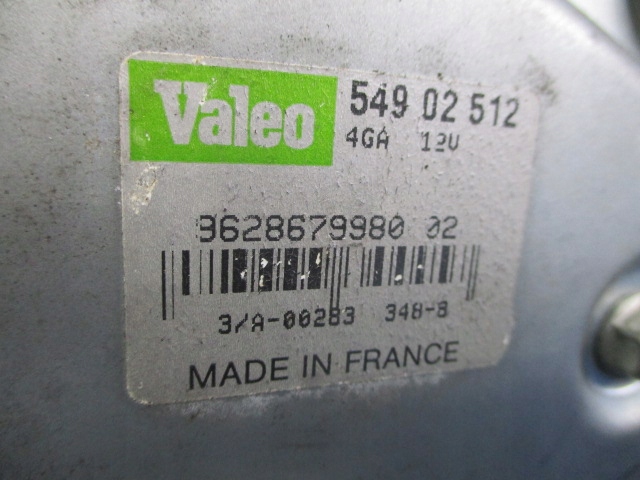 Valeo 549 02 512
4GA 12V
9628679980 02
3/A-00283 348-8
MADE IN FRANCE